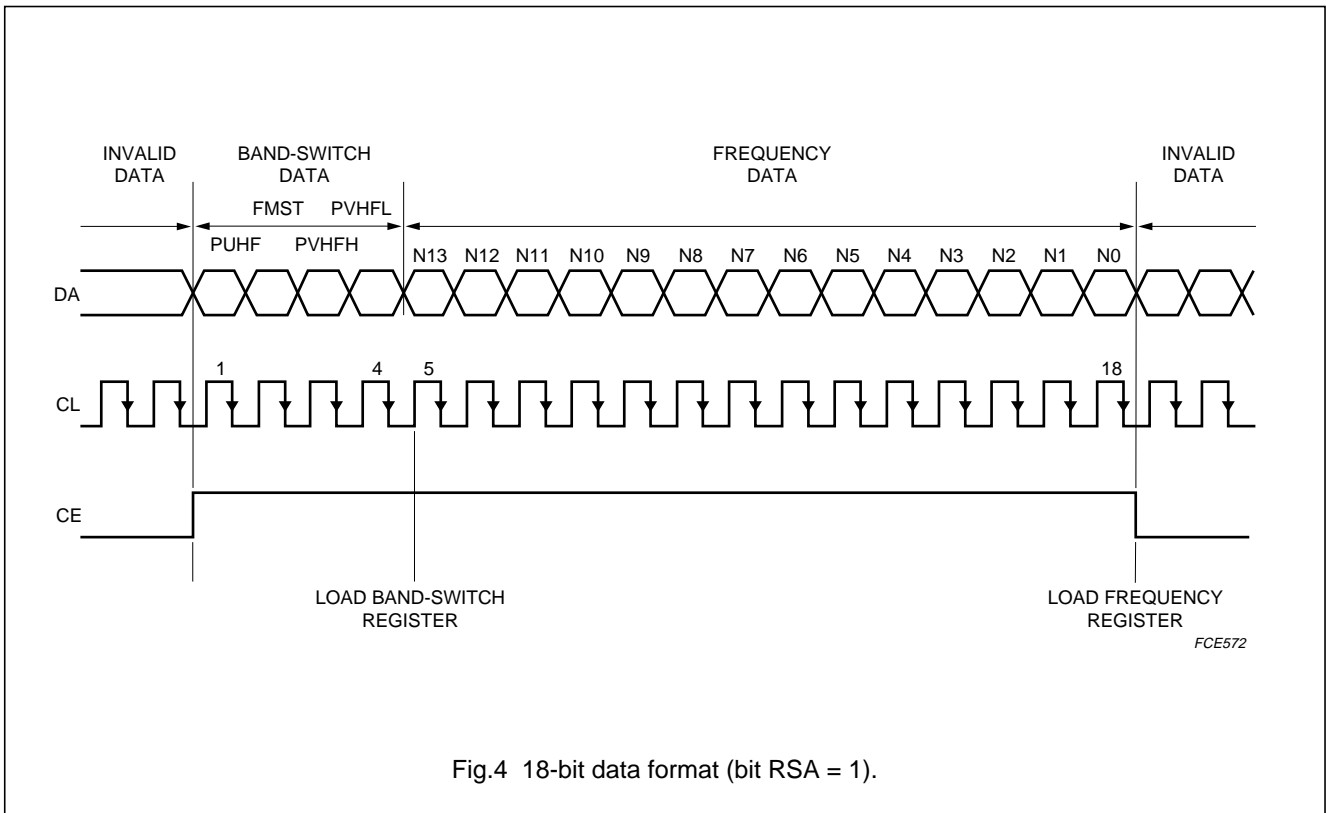 INVALID
DATA
BAND-SWITCH
DATA
FREQUENCY
DATA
INVALID
DATA
FMST PVHFL
PUHF PVHFH
N13 N12 N11 N10 N9 N8 N7 N6 N5 N4 N3 N2 N1 N0
DA
1 4 5 18
CL
CE
LOAD BAND-SWITCH
REGISTER
LOAD FREQUENCY
REGISTER
FCE572
Fig.4 18-bit data format (bit RSA = 1).